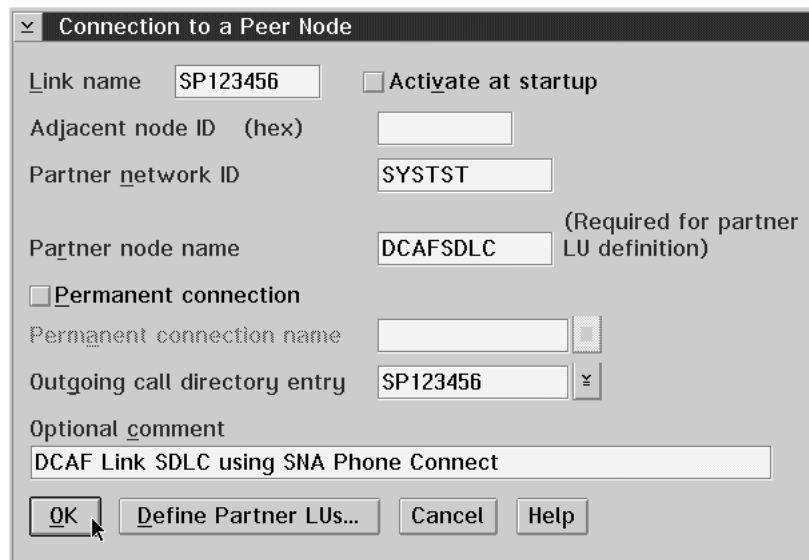 Connection to a Peer Node
Link name SP123456 Activate at startup
Adjacent node ID (hex)
Partner network ID SYSTST
(Required for partner
Partner node name DCAFSDLC LU definition)
Permanent connection
Permanent connection name
Outgoing call directory entry SP123456
Optional comment
DCAF Link SDLC using SNA Phone Connect
OK Define Partner LUs... Cancel Help